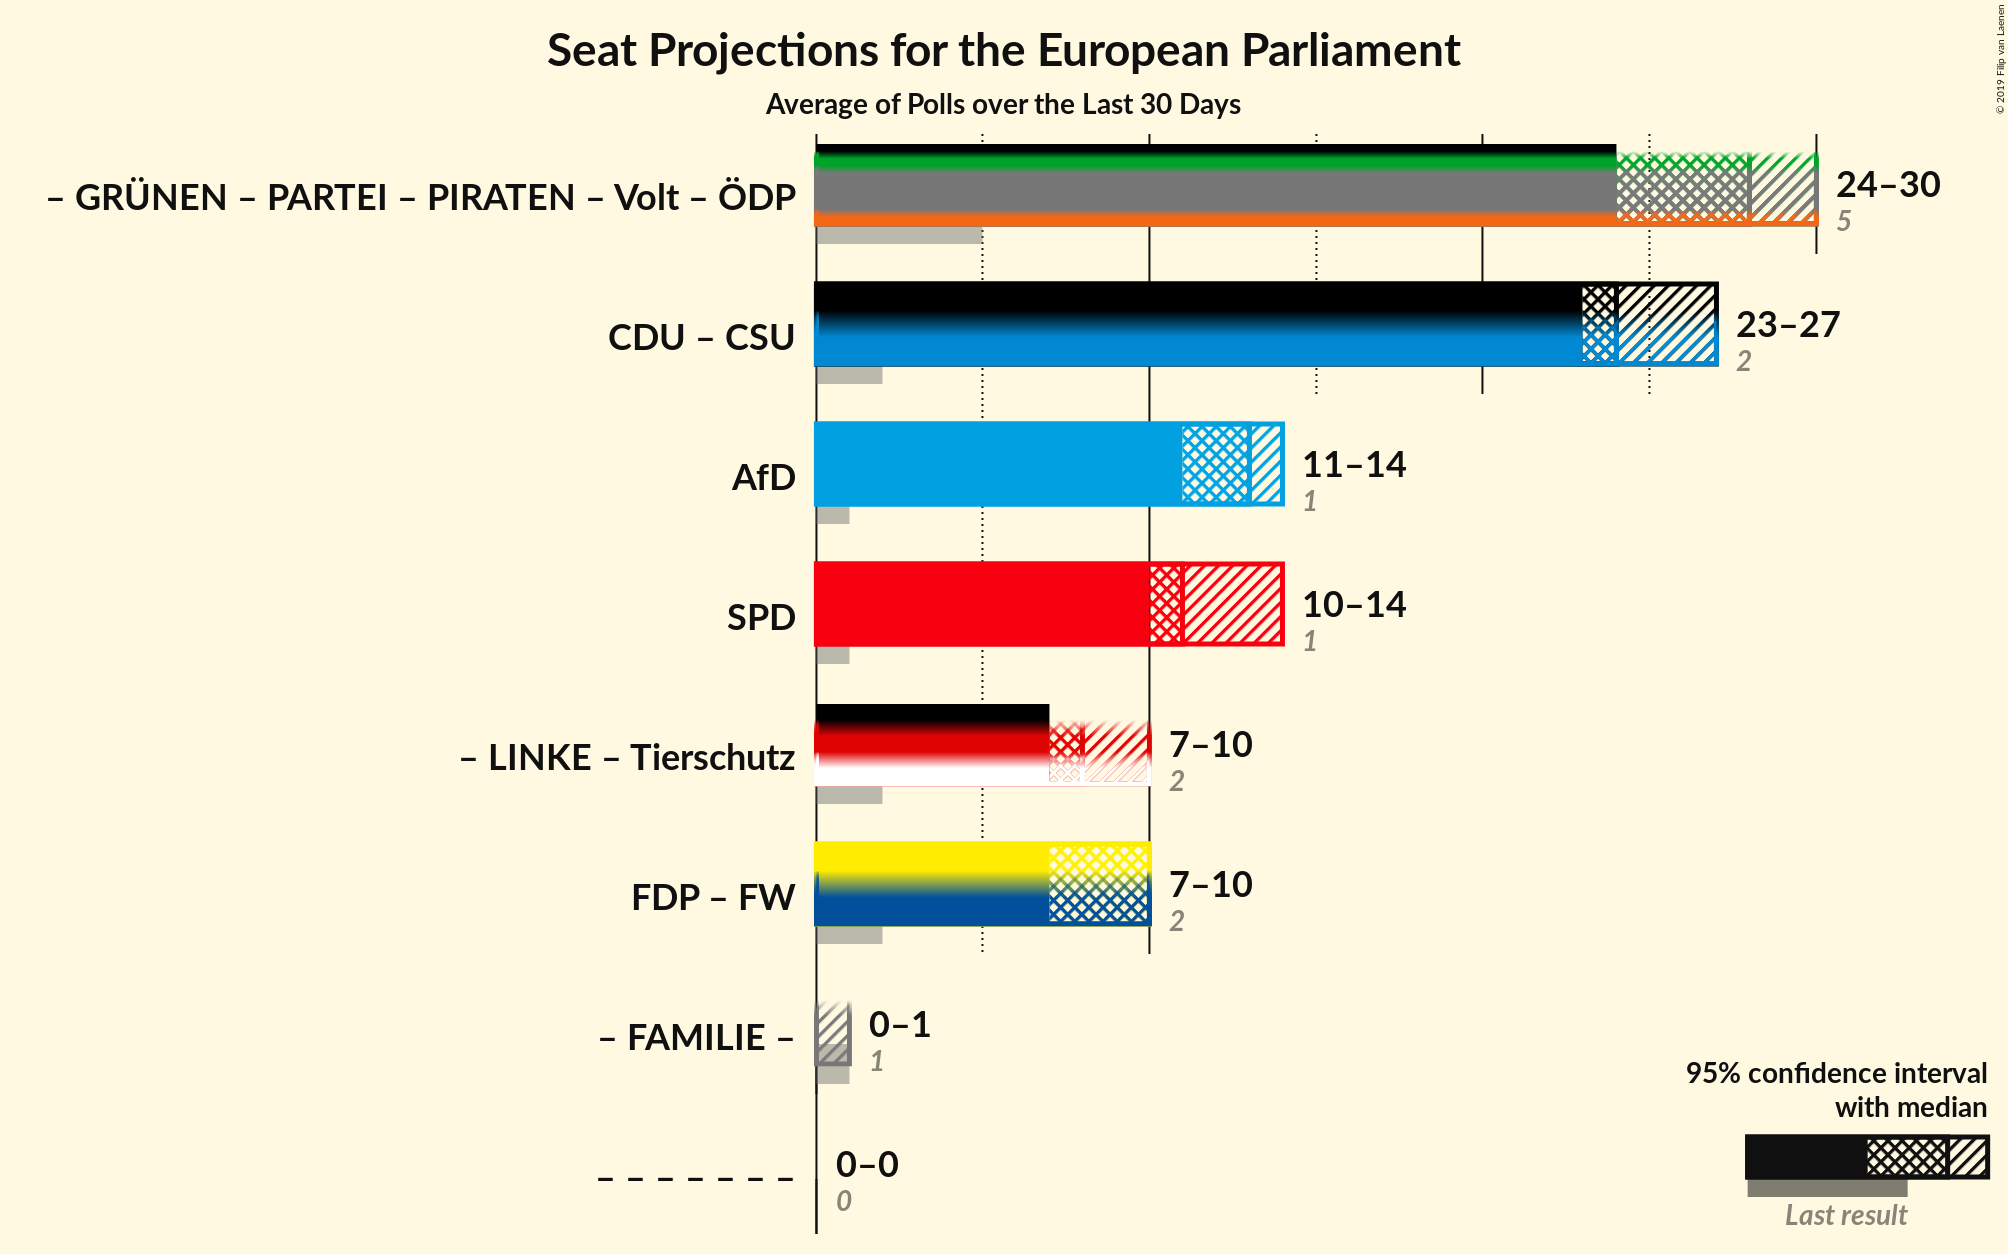 Seat Projections for the European Parliament
Average of Polls over the Last 30 Days
© 2019 Filip van Laenen
– GRÜNEN – PARTEI – PIRATEN – Volt – ÖDP
24–30
5
CDU – CSU
23–27
2
AfD
11–14
1
SPD
10–14
1
– LINKE – Tierschutz
7–10
2
FDP – FW
7–10
2
– FAMILIE –
0–1
1
– – – – – – –
0–0
0
95% confidence interval
with median
Last result